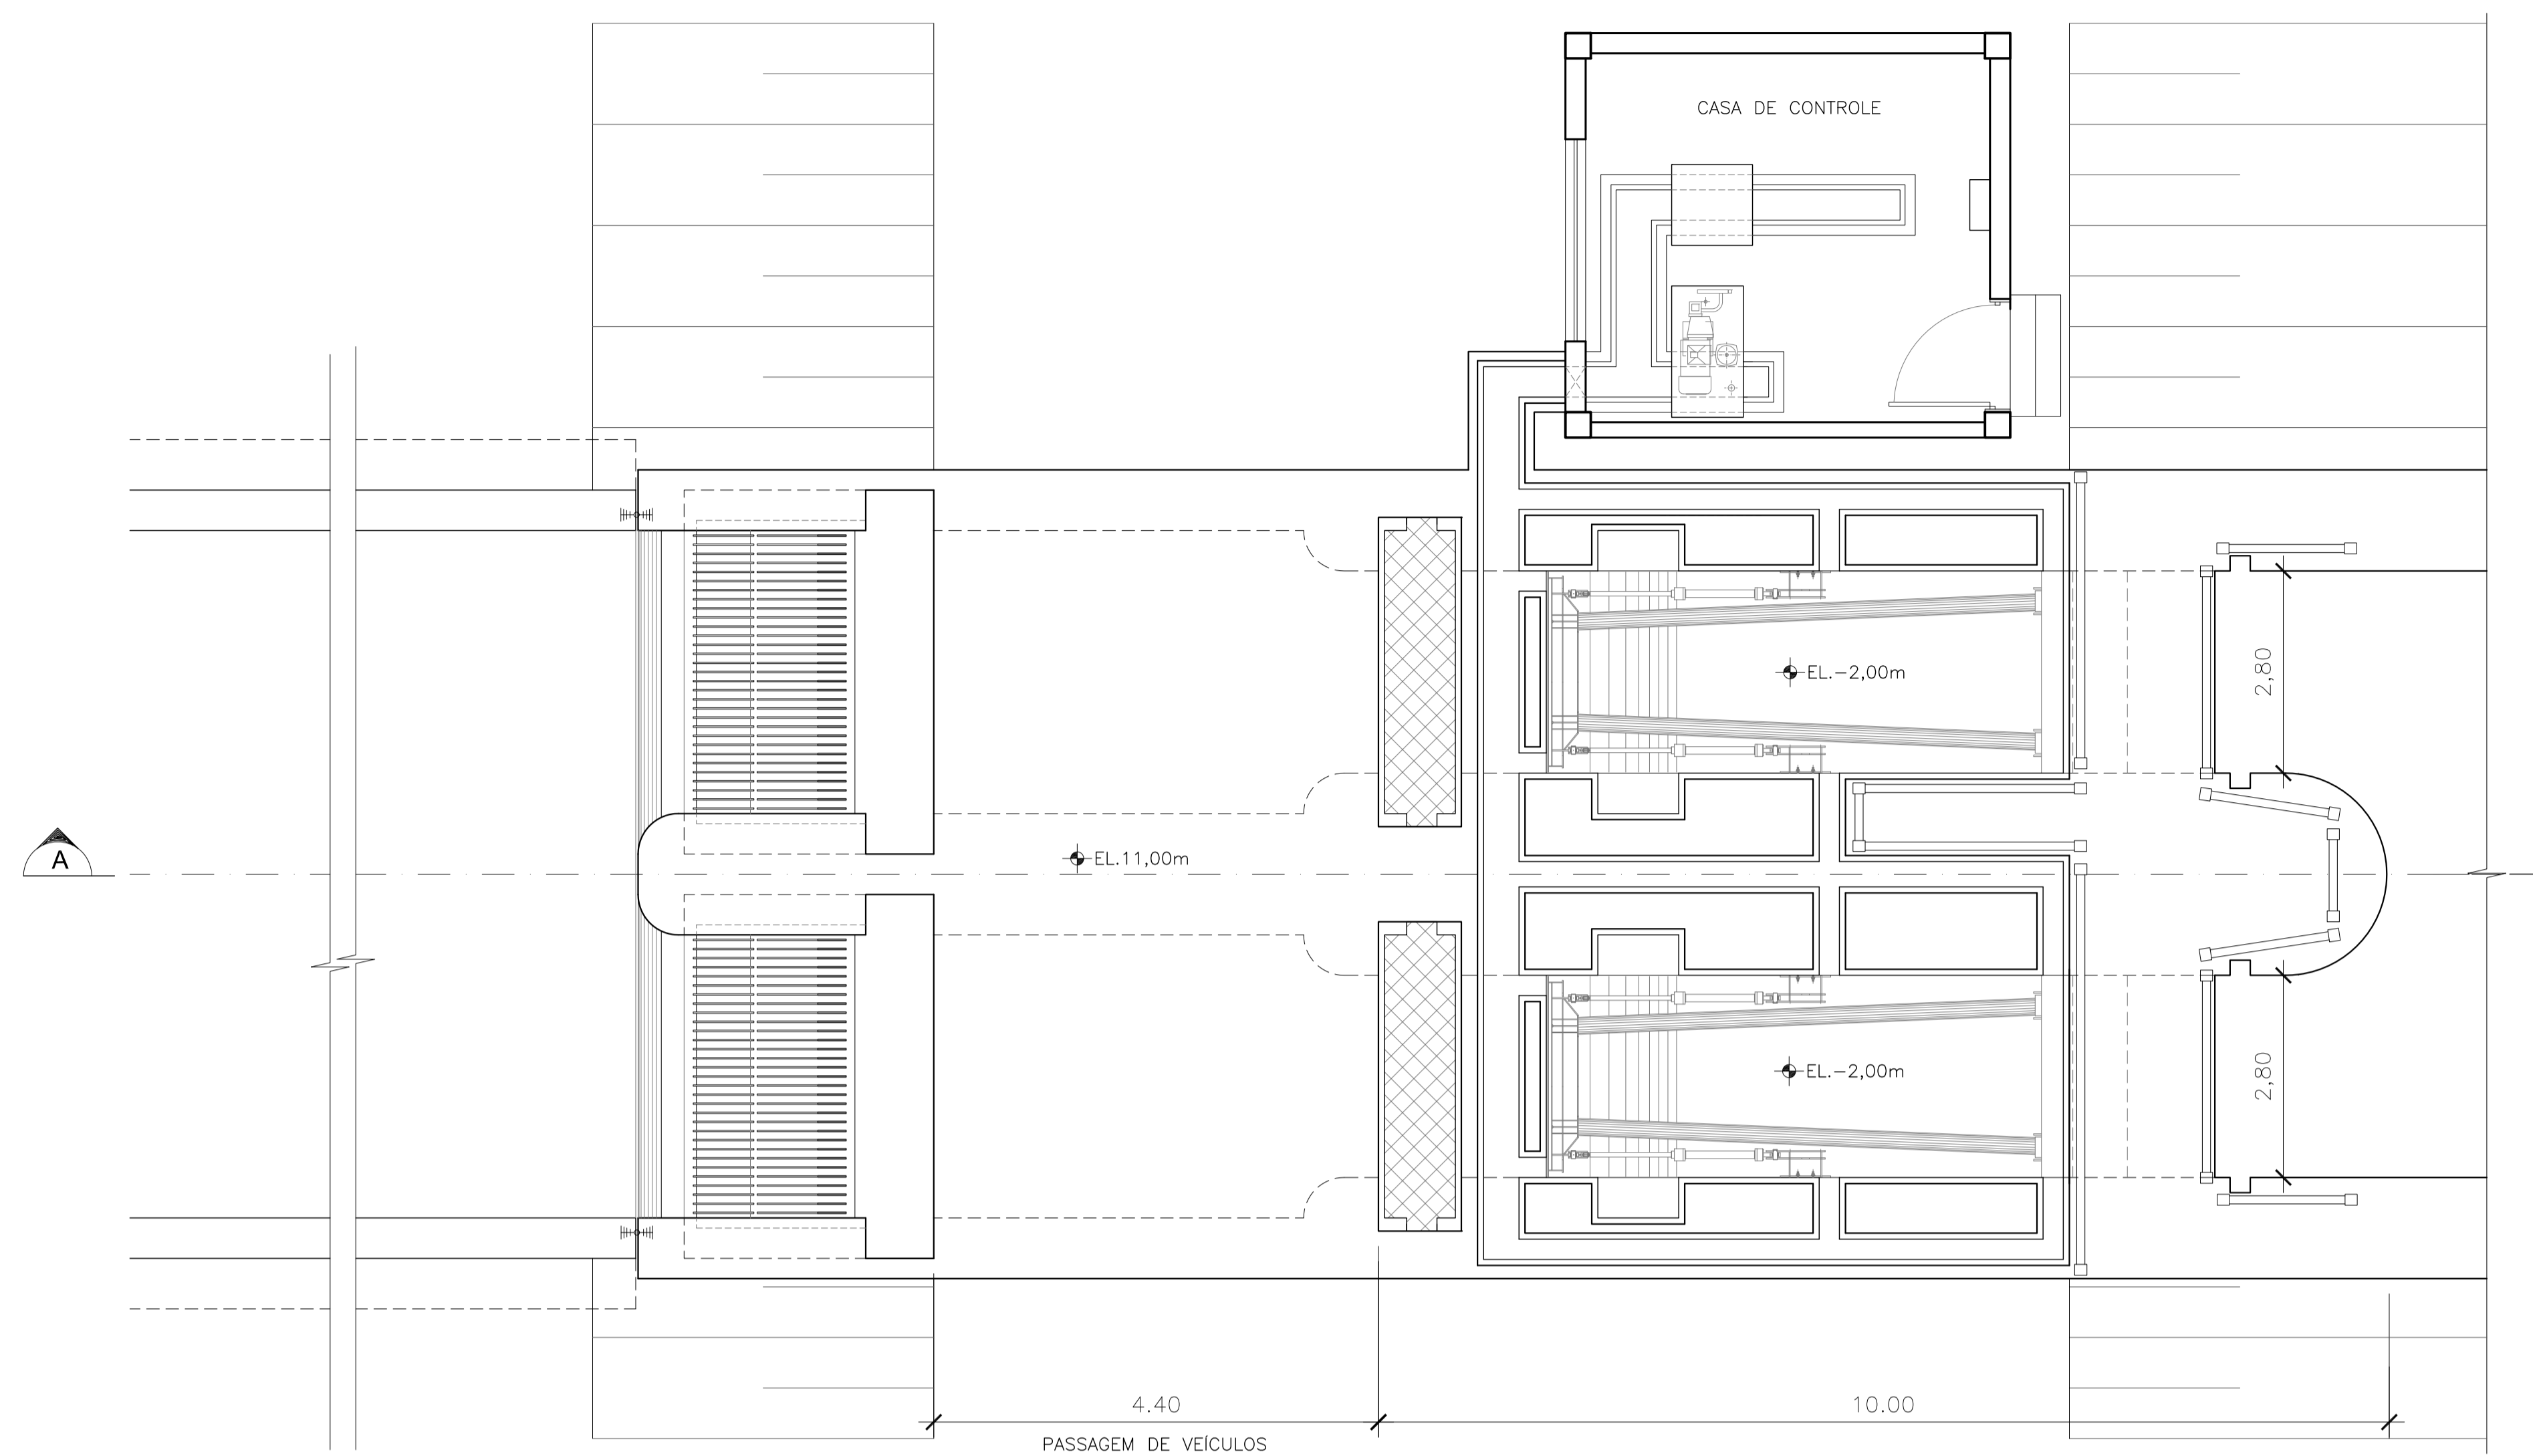 CASA DE CONTROLE
EL.-2,00m
2,80
A
EL.11,00m
EL.-2,00m
2,80
4.40
10.00
PASSAGEM DE VEÍCULOS